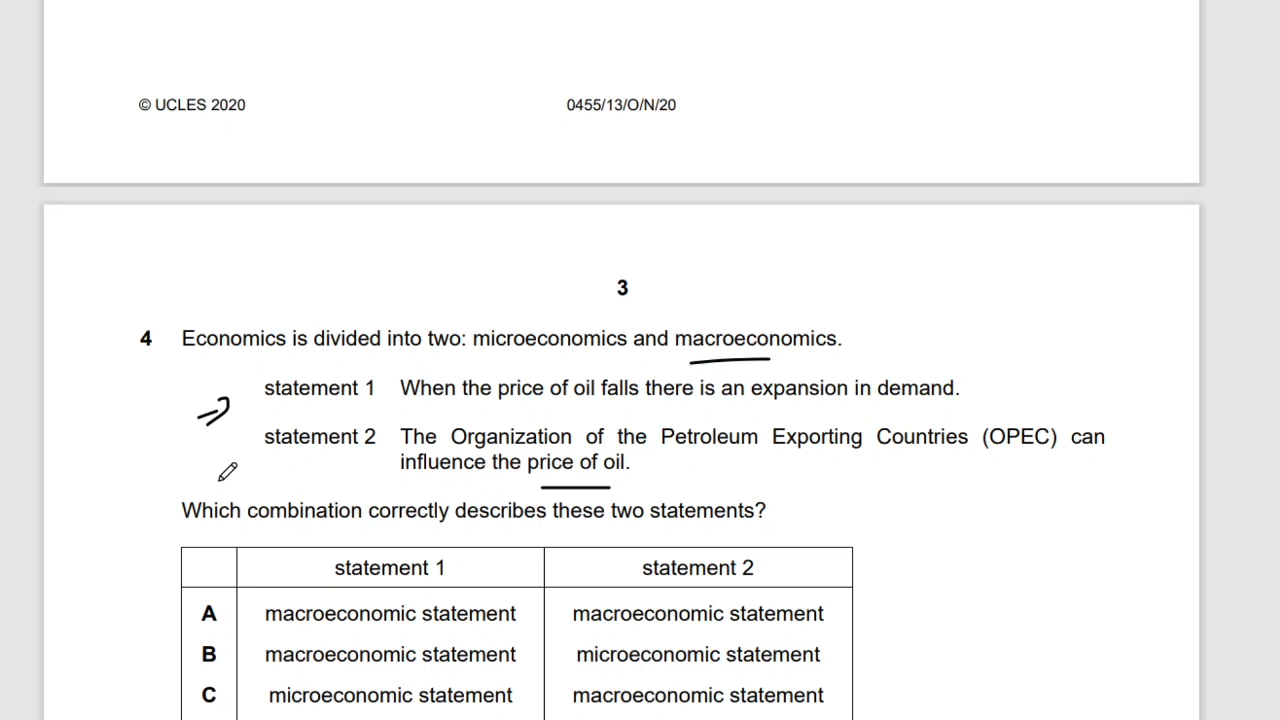 © UCLES 2020 0455/13/O/N/20
3
4 Economics is divided into two: microeconomics and macroeconomics.
statement 1 When the price of oil falls there is an expansion in demand.
statement 2 The Organization of the Petroleum Exporting Countries (OPEC) can
influence the price of oil.
Which combination correctly describes these two statements?
statement 1 statement 2
A macroeconomic statement macroeconomic statement
B macroeconomic statement microeconomic statement
C microeconomic statement macroeconomic statement